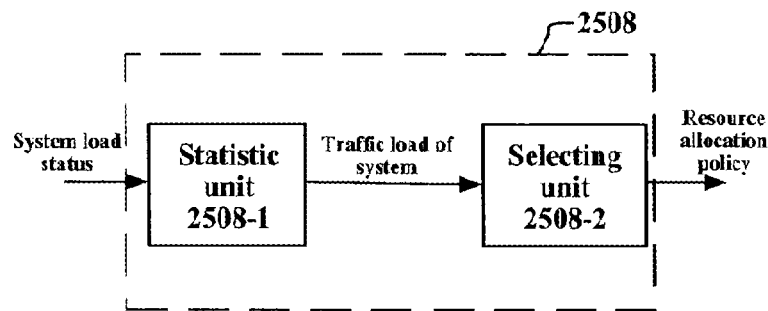 2508
System load
status
Statistic
unit
2508-1
Traffic load of
system
Selecting
unit
2508-2
Resource
allocation
policy